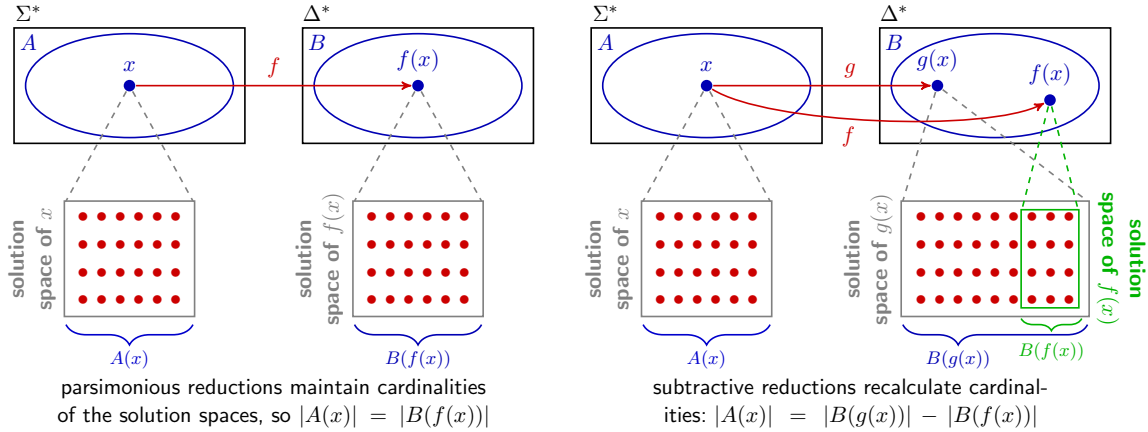 Σ*
A
x
f
Δ*
B
f(x)
solution
space of x
A(x)
solution
space of f(x)
B(f(x))
parsimonious reductions maintain cardinalities
of the solution spaces, so |A(x)| = |B(f(x))|
Σ*
A
x
g
f
Δ*
B
g(x)
f(x)
solution
space of x
A(x)
solution
space of g(x)
B(g(x))
solution
space of f(x)
B(f(x))
subtractive reductions recalculate cardinal-
ities: |A(x)| = |B(g(x))| − |B(f(x))|